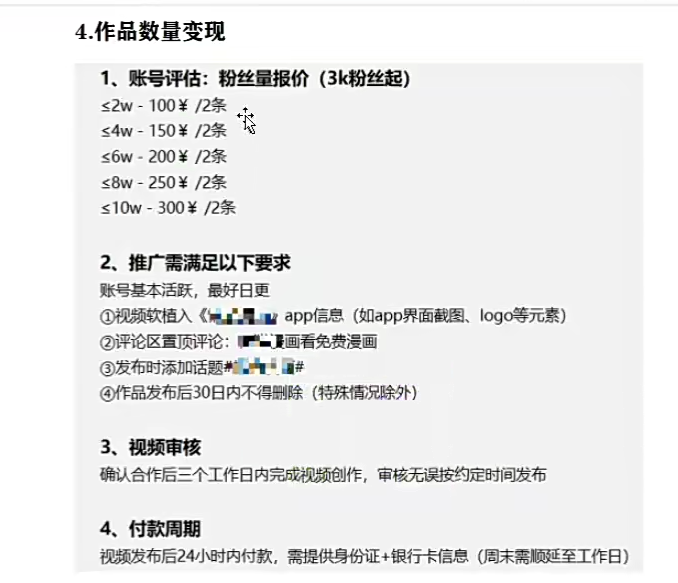 4.作品数量变现
1、账号评估：粉丝量报价（3k粉丝起）
≤2w - 100￥ /2条
≤4w - 150￥ /2条
≤6w - 200￥ /2条
≤8w - 250￥ /2条
≤10w - 300￥ /2条
2、推广需满足以下要求
账号基本活跃，最好日更
①视频软植入《 》app信息（如app界面截图、logo等元素）
②评论区置顶评论： 漫画看免费漫画
③发布时添加话题# #
④作品发布后30日内不得删除（特殊情况除外）
3、视频审核
确认合作后三个工作日内完成视频创作，审核无误按约定时间发布
4、付款周期
视频发布后24小时内付款，需提供身份证+银行卡信息（周末需顺延至工作日）